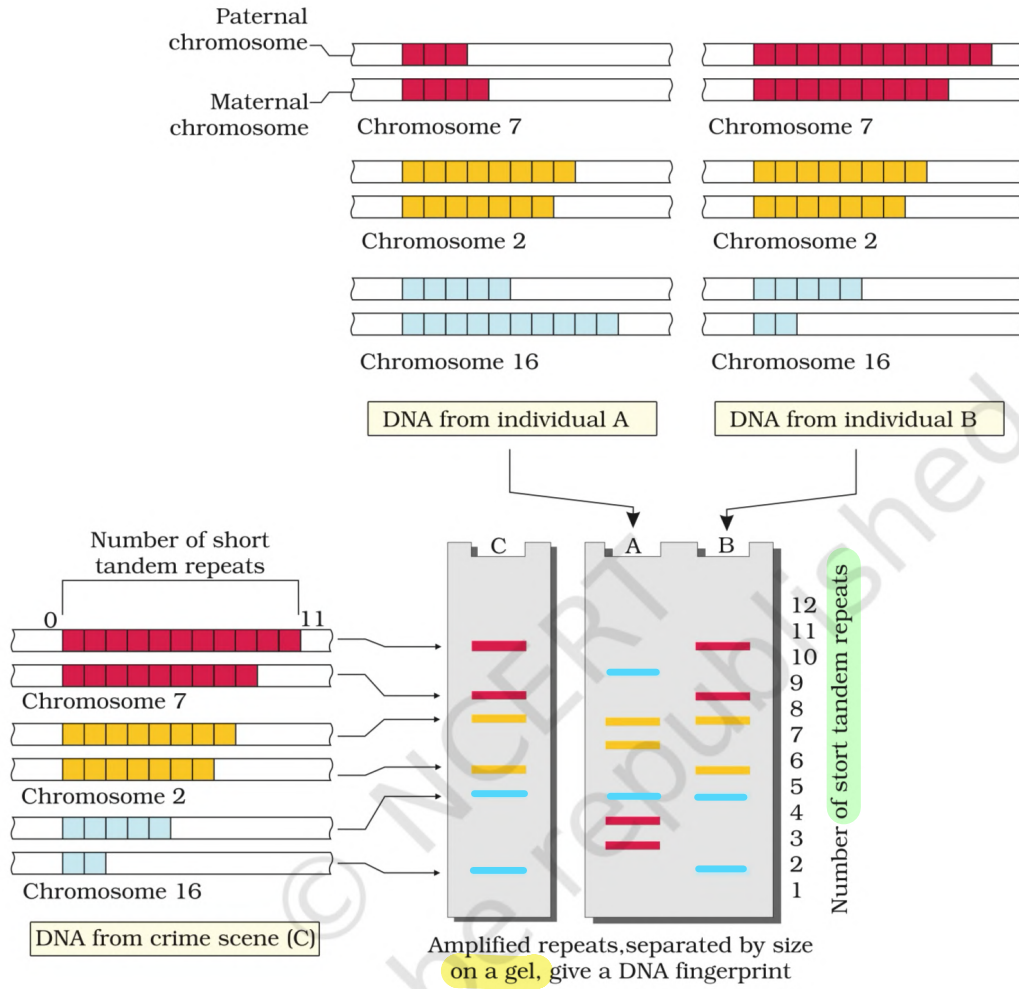 Paternal
chromosome
Maternal
chromosome
Chromosome 7
Chromosome 7
Chromosome 2
Chromosome 2
Chromosome 16
Chromosome 16
DNA from individual A
DNA from individual B
Number of short
tandem repeats
0
11
Chromosome 7
Chromosome 2
Chromosome 16
DNA from crime scene (C)
C
A
B
12
11
10
9
8
7
6
5
4
3
2
1
Number of stort tandem repeats
Amplified repeats,separated by size
on a gel, give a DNA fingerprint
© NCERT
be republished